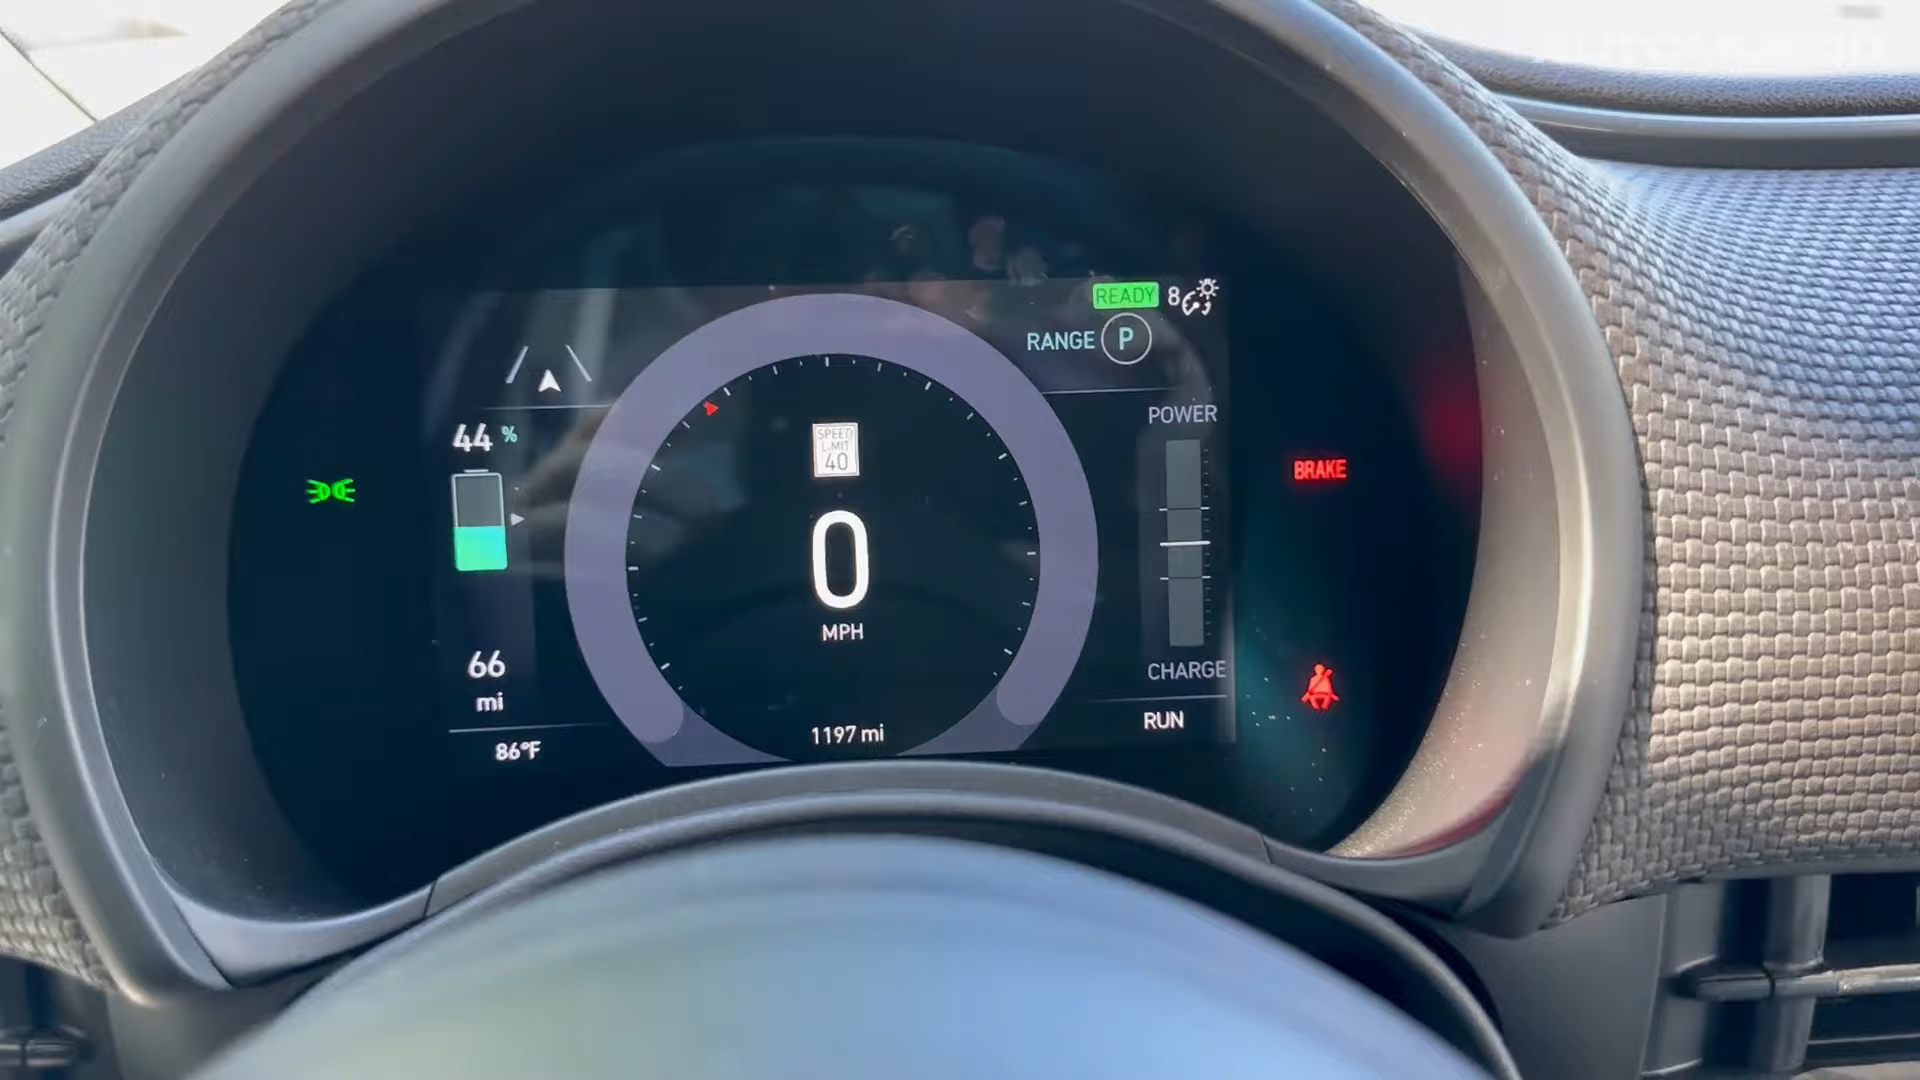 READY 8
RANGE P
44 %
SPEED
LIMIT
40
POWER
BRAKE
0
MPH
66
mi
CHARGE
RUN
1197 mi
86°F